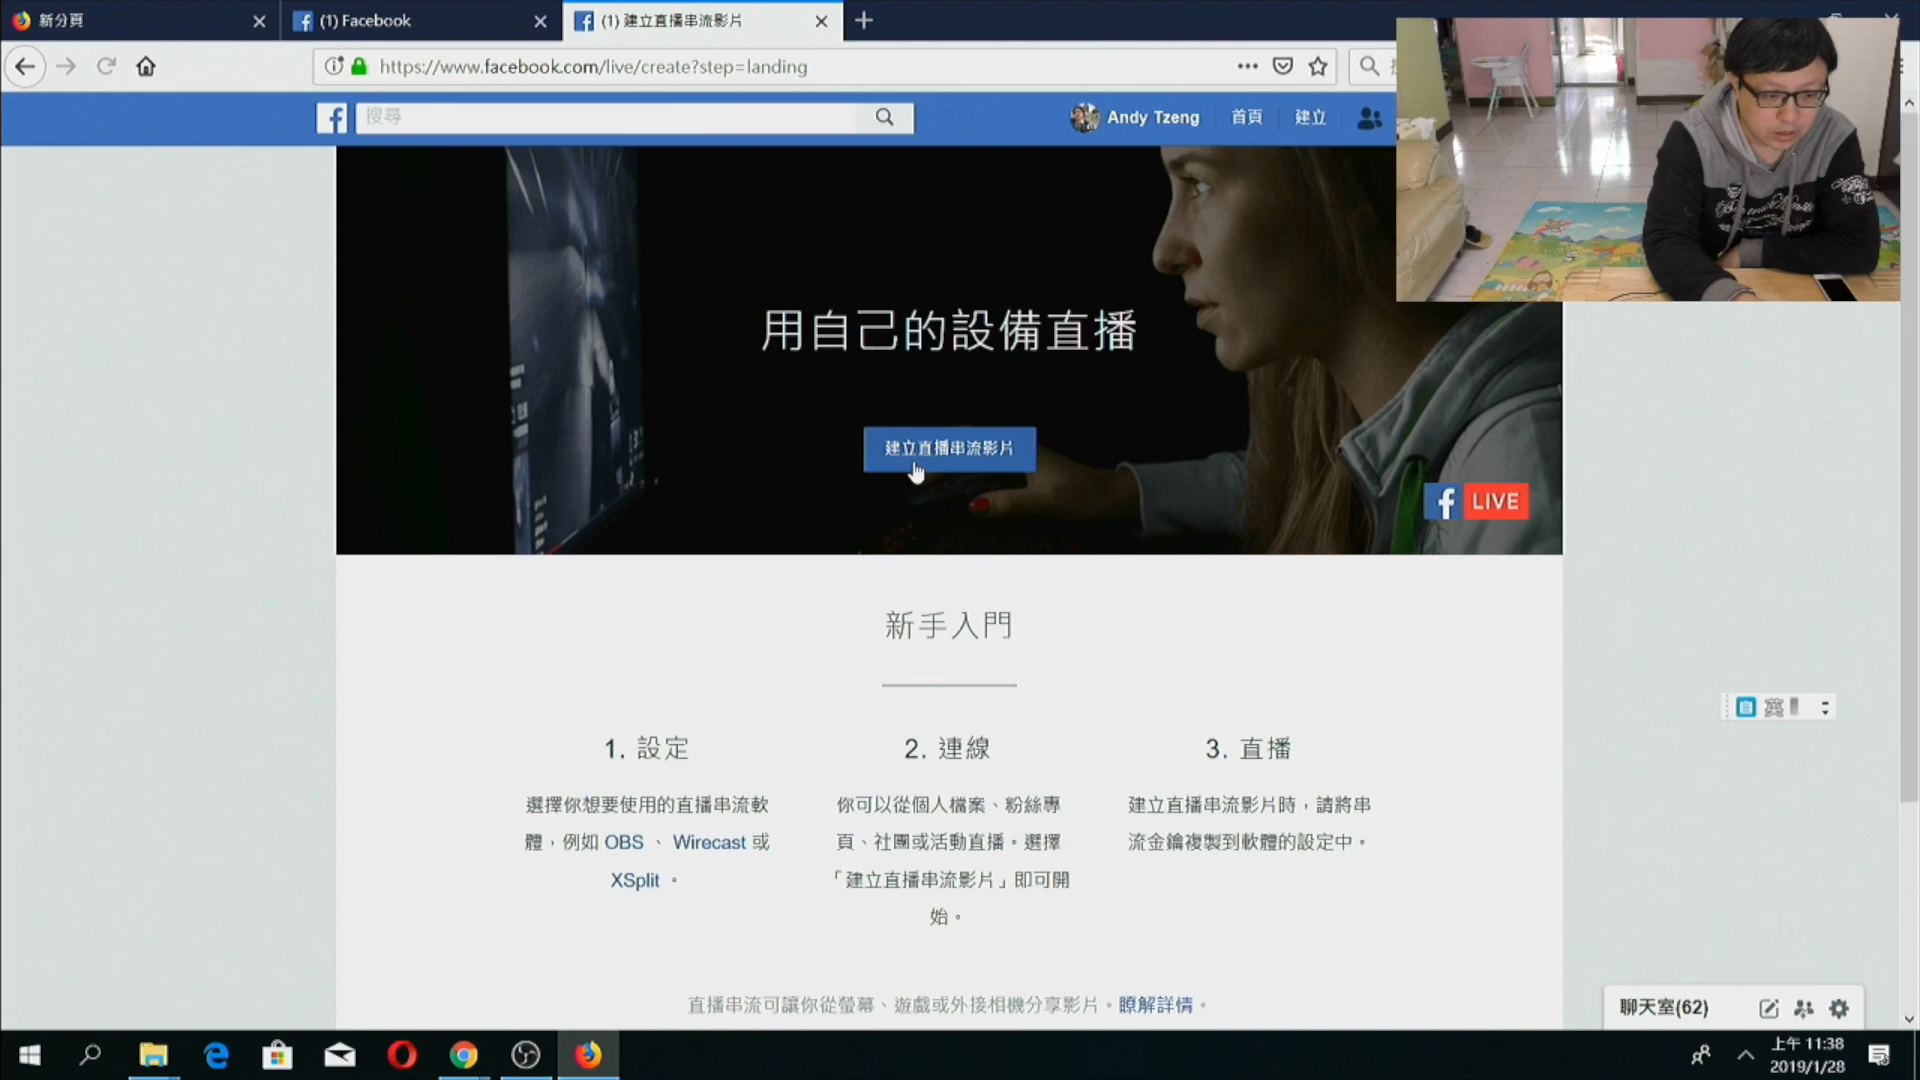 新分頁
(1) Facebook
(1) 建立直播串流影片
https://www.facebook.com/live/create?step=landing
搜尋
Andy Tzeng
首頁
建立
用自己的設備直播
建立直播串流影片
LIVE
新手入門
1. 設定
選擇你想要使用的直播串流軟
體，例如 OBS 、 Wirecast 或
XSplit 。
2. 連線
你可以從個人檔案、粉絲專
頁、社團或活動直播。選擇
「建立直播串流影片」即可開
始。
3. 直播
建立直播串流影片時，請將串
流金鑰複製到軟體的設定中。
英
直播串流可讓你從螢幕、遊戲或外接相機分享影片。瞭解詳情。
聊天室(62)
上午 11:38
2019/1/28